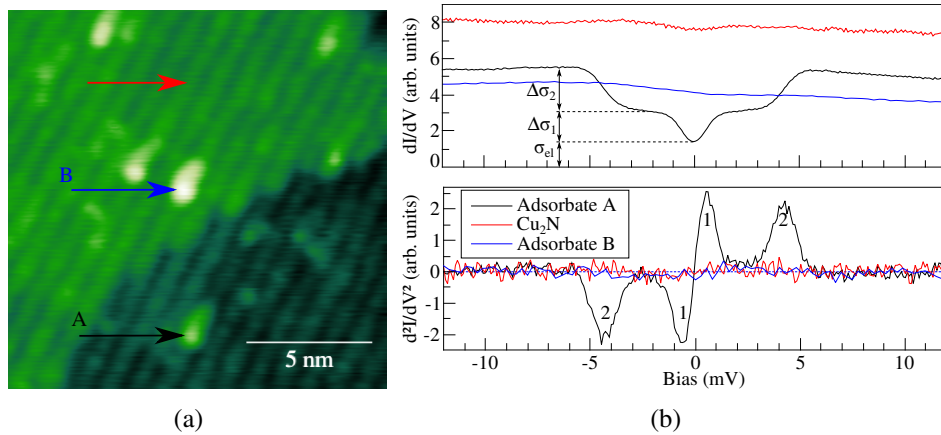 B
A
5 nm
(a)
dI/dV (arb. units)
8
6
4
2
0
Δσ₂
Δσ₁
σel
d²I/dV² (arb. units)
2
1
0
-1
-2
Adsorbate A
Cu₂N
Adsorbate B
1
2
2
1
-10
-5
0
5
10
Bias (mV)
(b)